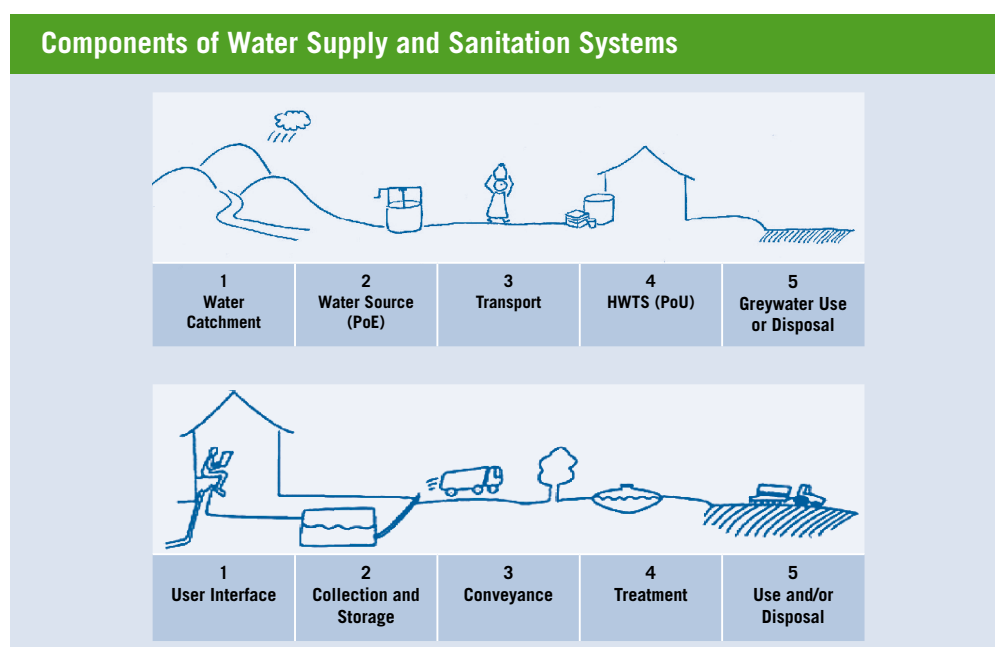 Components of Water Supply and Sanitation Systems
1
Water
Catchment
2
Water Source
(PoE)
3
Transport
4
HWTS (PoU)
5
Greywater Use
or Disposal
1
User Interface
2
Collection and
Storage
3
Conveyance
4
Treatment
5
Use and/or
Disposal